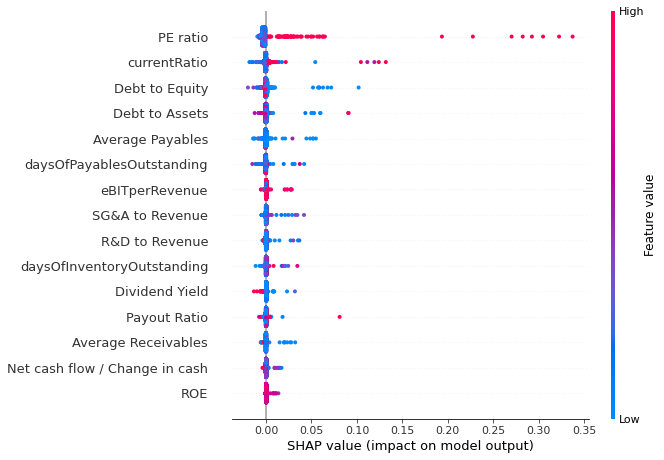 High
PE ratio
currentRatio
Debt to Equity
Debt to Assets
Average Payables
daysOfPayablesOutstanding
eBITperRevenue
SG&A to Revenue
R&D to Revenue
daysOfInventoryOutstanding
Dividend Yield
Payout Ratio
Average Receivables
Net cash flow / Change in cash
ROE
Feature value
Low
0.00 0.05 0.10 0.15 0.20 0.25 0.30 0.35
SHAP value (impact on model output)